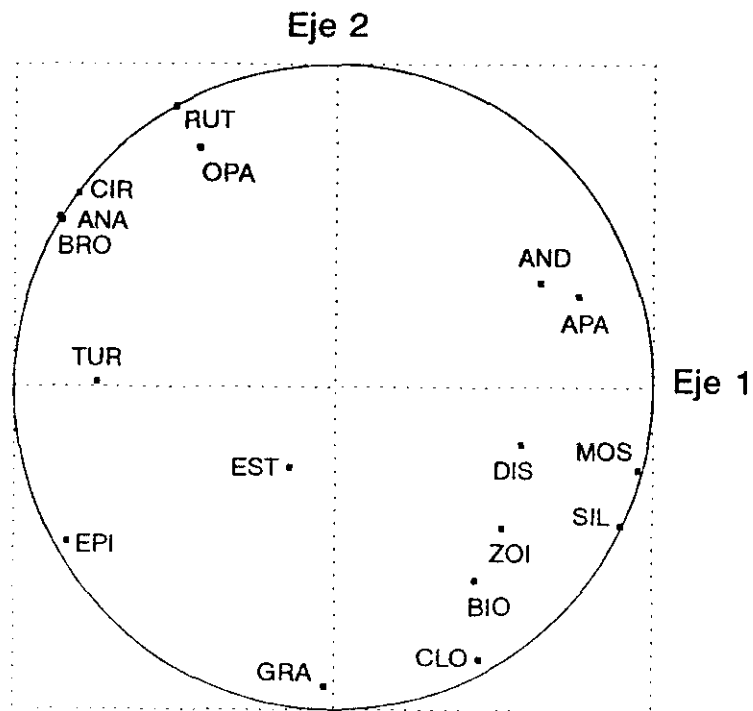 Eje 2
RUT
OPA
CIR
ANA
BRO
AND
APA
TUR
Eje 1
EST
DIS
MOS
SIL
EPI
ZOI
BIO
CLO
GRA